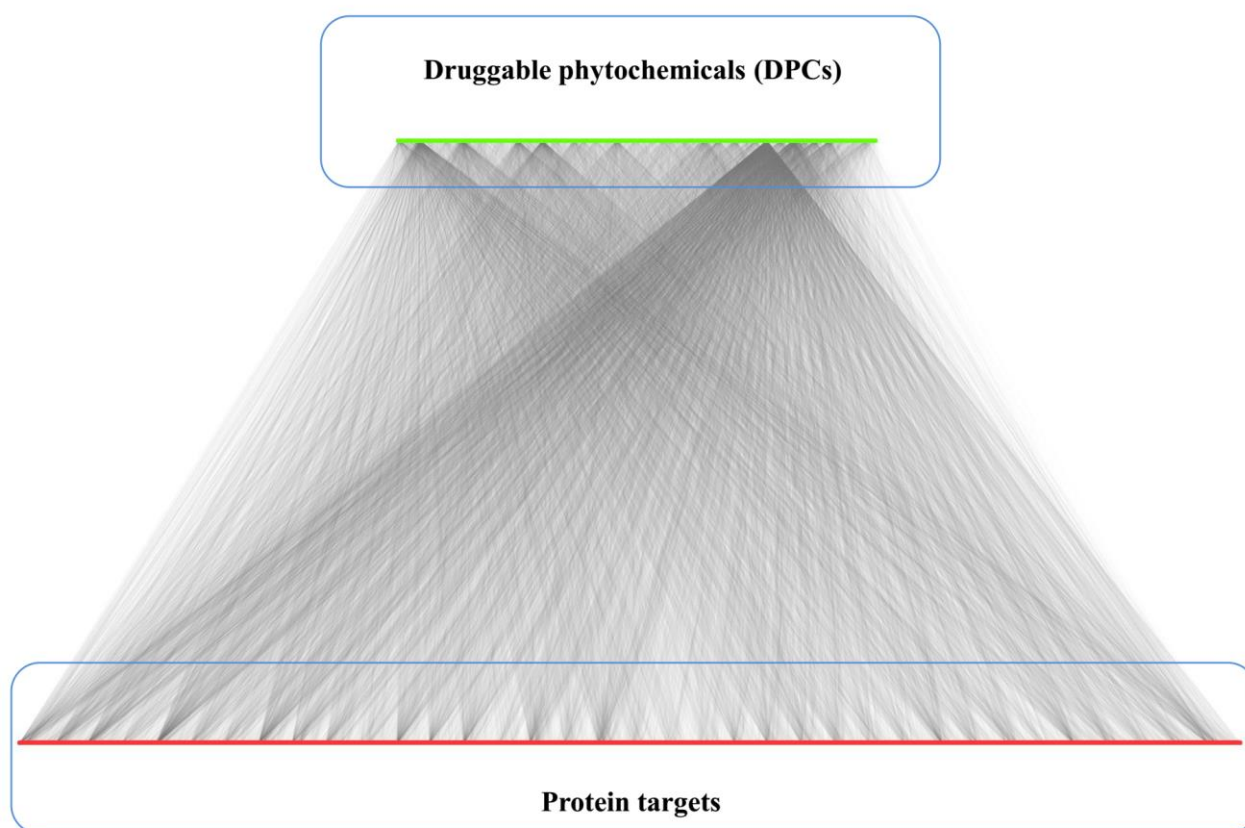 Druggable phytochemicals (DPCs)
Protein targets